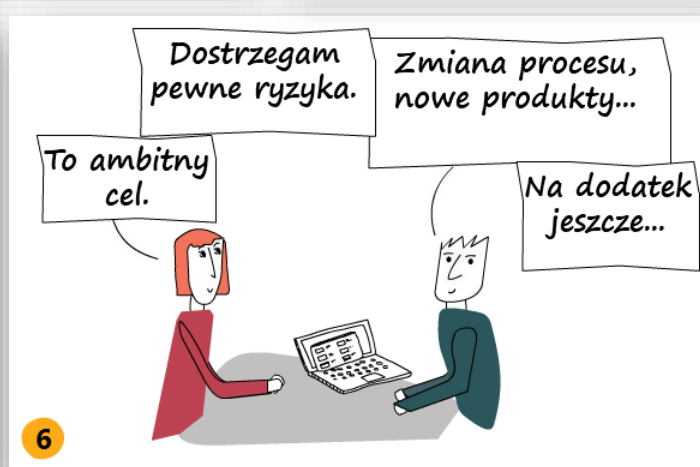 Dostrzegam
pewne ryzyka.
Zmiana procesu,
nowe produkty...
To ambitny
cel.
Na dodatek
jeszcze...
6